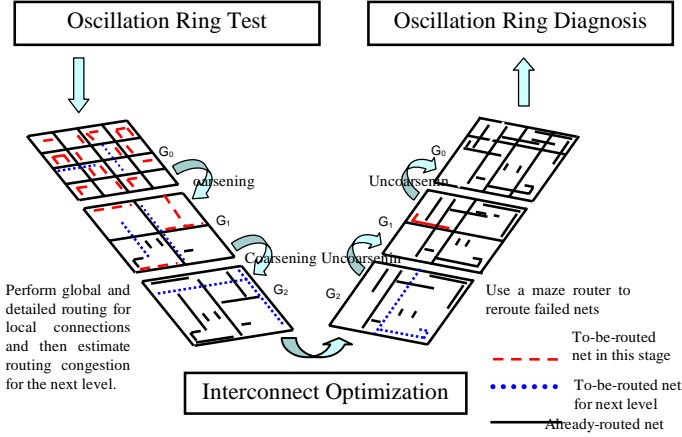 Oscillation Ring Test
Oscillation Ring Diagnosis
G0
oarsening
G1
Coarsening
G2
G0
Uncoarsenin
G1
Uncoarsenin
G2
Perform global and
detailed routing for
local connections
and then estimate
routing congestion
for the next level.
Use a maze router to
reroute failed nets
To-be-routed
net in this stage
To-be-routed net
for next level
Already-routed net
Interconnect Optimization